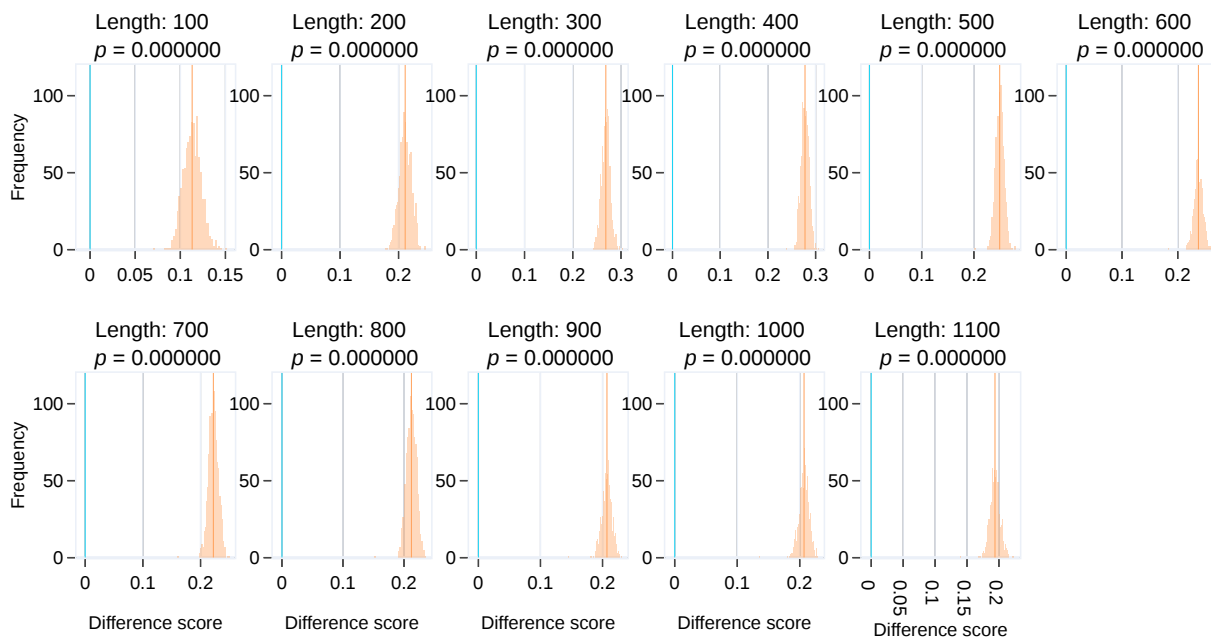 Length: 100 Length: 200 Length: 300 Length: 400 Length: 500 Length: 600
p = 0.000000 p = 0.000000 p = 0.000000 p = 0.000000 p = 0.000000 p = 0.000000
100 100 100 100 100 100
50 50 50 50 50 50
0 0 0 0 0 0
Frequency
0 0.05 0.1 0.15 0 0.1 0.2 0 0.1 0.2 0.3 0 0.1 0.2 0.3 0 0.1 0.2 0 0.1 0.2
Length: 700 Length: 800 Length: 900 Length: 1000 Length: 1100
p = 0.000000 p = 0.000000 p = 0.000000 p = 0.000000 p = 0.000000
100 100 100 100 100
50 50 50 50 50
0 0 0 0 0
Frequency
0 0.1 0.2 0 0.1 0.2 0 0.1 0.2 0 0.1 0.2 0 0.05 0.1 0.15 0.2
Difference score Difference score Difference score Difference score Difference score